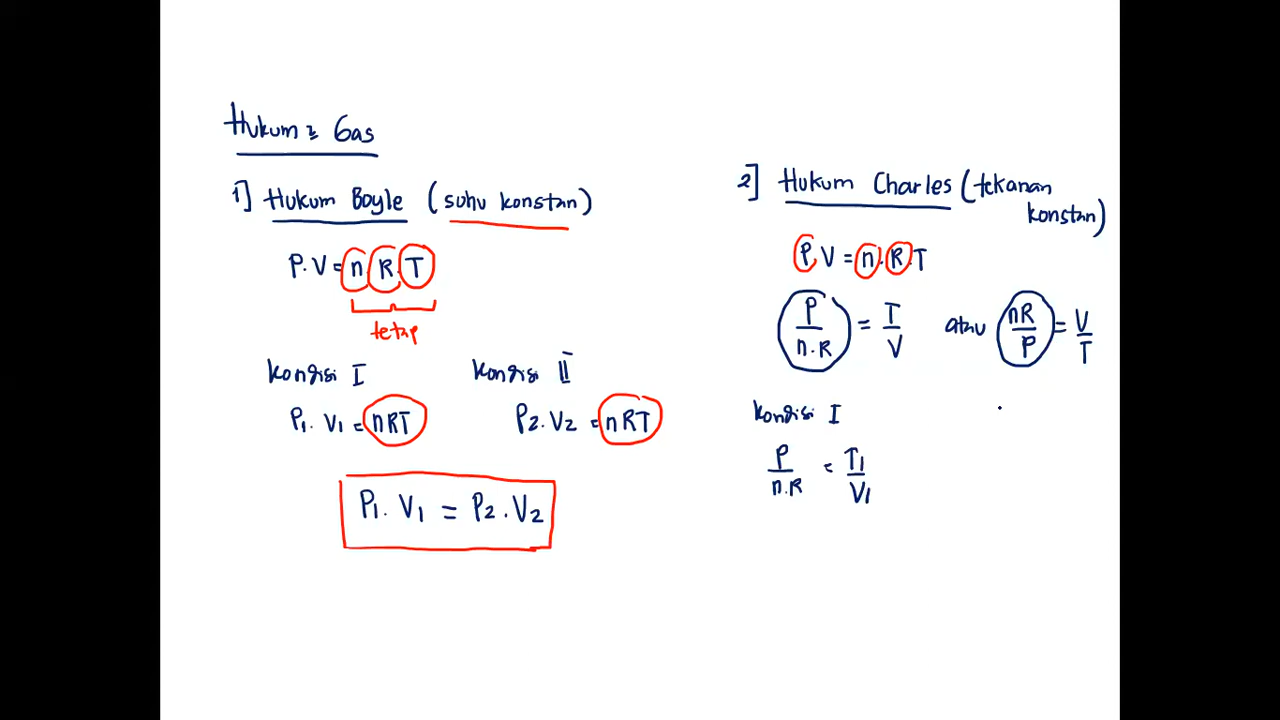 Hukum² Gas
1] Hukum Boyle (suhu konstan)
P.V = n R T
tetap
Kondisi I
P1. V1 = nRT
Kondisi II
P2. V2 = nRT
P1. V1 = P2. V2
2] Hukum Charles (tekanan
konstan)
P V = n.R.T
P/n.R = T/V atau nR/P = V/T
Kondisi I
P/n.R = T1/V1